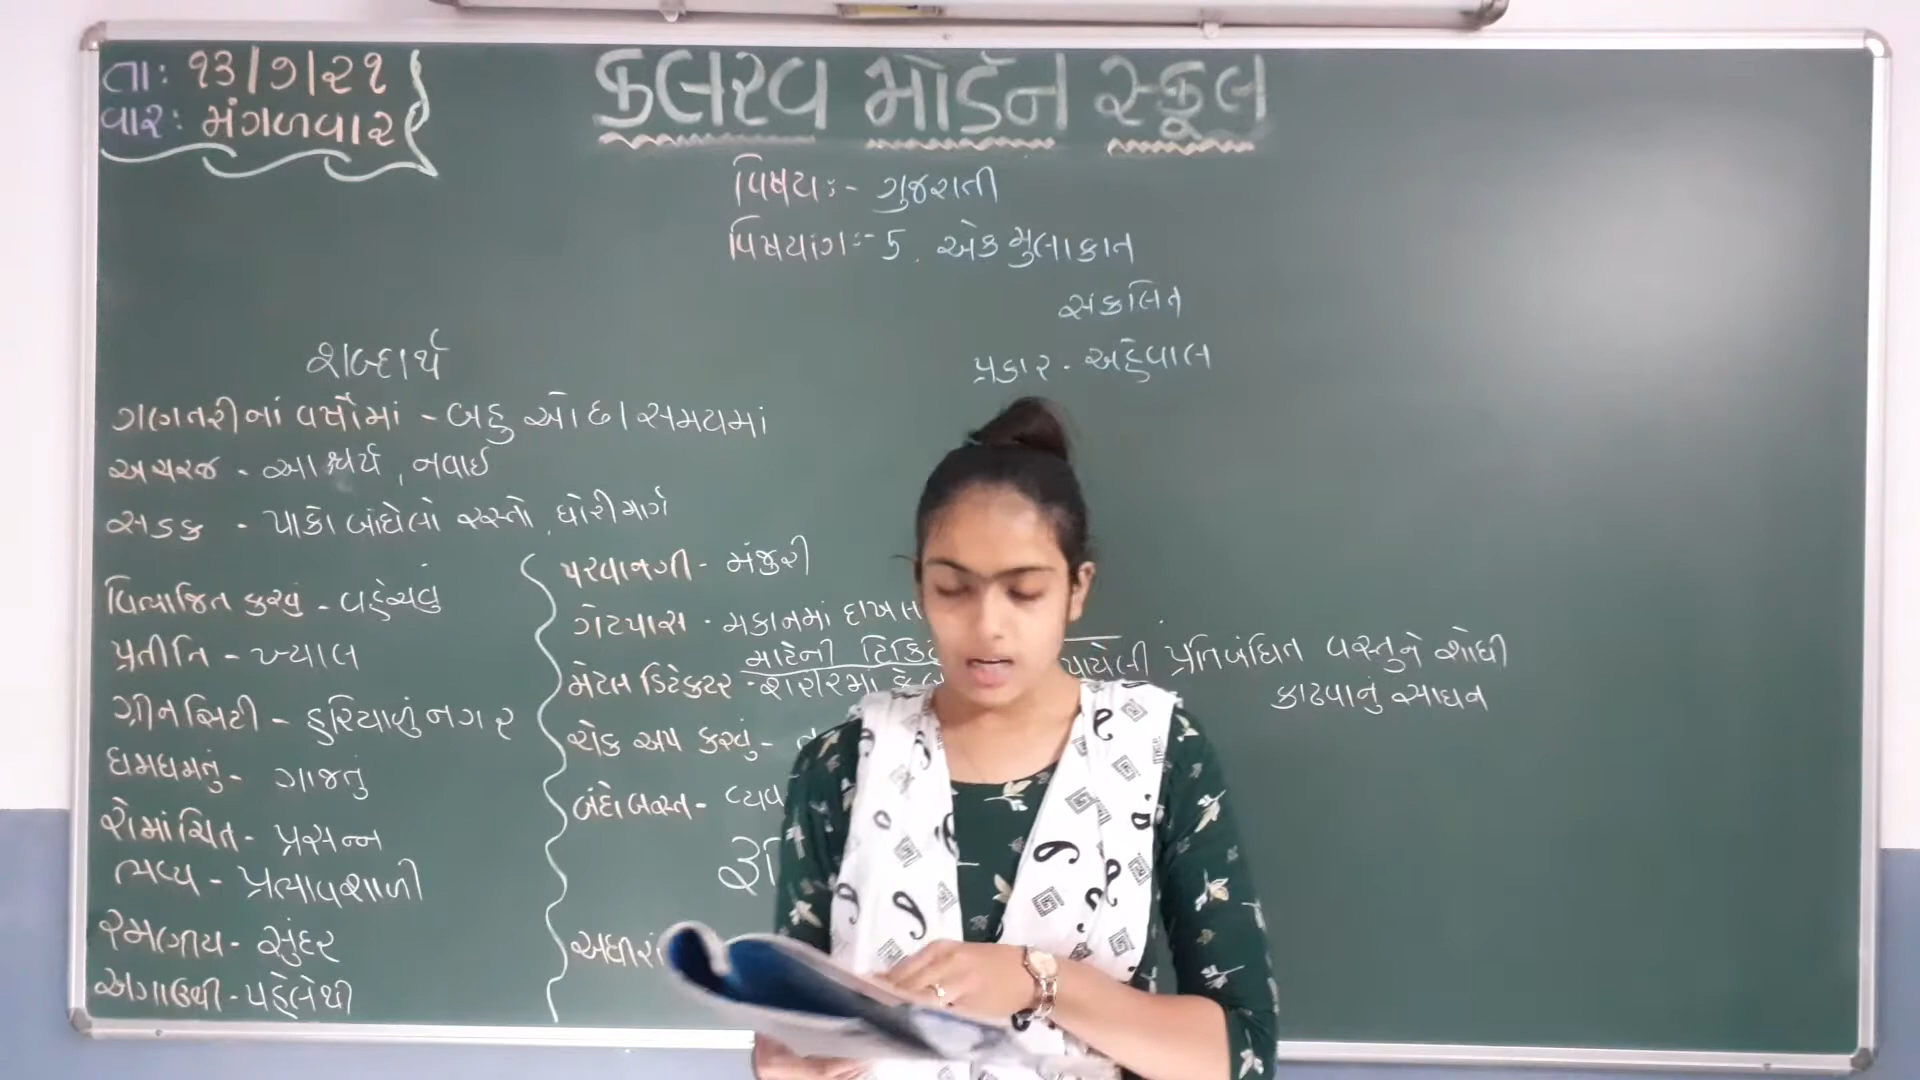 તા: ૧૩/૭/૨૧
વાર: મંગળવાર
કલરવ મોર્ડન સ્કૂલ
વિષય:- ગુજરાતી
વિષયાંગ:- 5. એક મુલાકાત
સંકલિત
પ્રકાર - અહેવાલ
શબ્દાર્થ
ગણતરીનાં વર્ષોમાં - બહુ ઓછા સમયમાં
અચરજ - આશ્ચર્ય, નવાઈ
સડક - પાકો બાંધેલો રસ્તો, ધોરીમાર્ગ
વિભાજિત કરવું - વહેંચવું
પ્રતીતિ - ખ્યાલ
ગ્રીનસિટી - હરિયાળું નગર
ધમધમતું - ગાજતું
રોમાંચિત - પ્રસન્ન
ભવ્ય - પ્રભાવશાળી
રમણીય - સુંદર
અગાઉથી - પહેલેથી
પરવાનગી - મંજુરી
ગેટપાસ - મકાનમાં દાખલ
માટેની
મેટલ ડિટેક્ટર - શરીરમાં કે પ્રતિબંધિત વસ્તુને શોધી
કાઢવાનું સાધન
ચેક અપ કરવું -
બંદોબસ્ત -